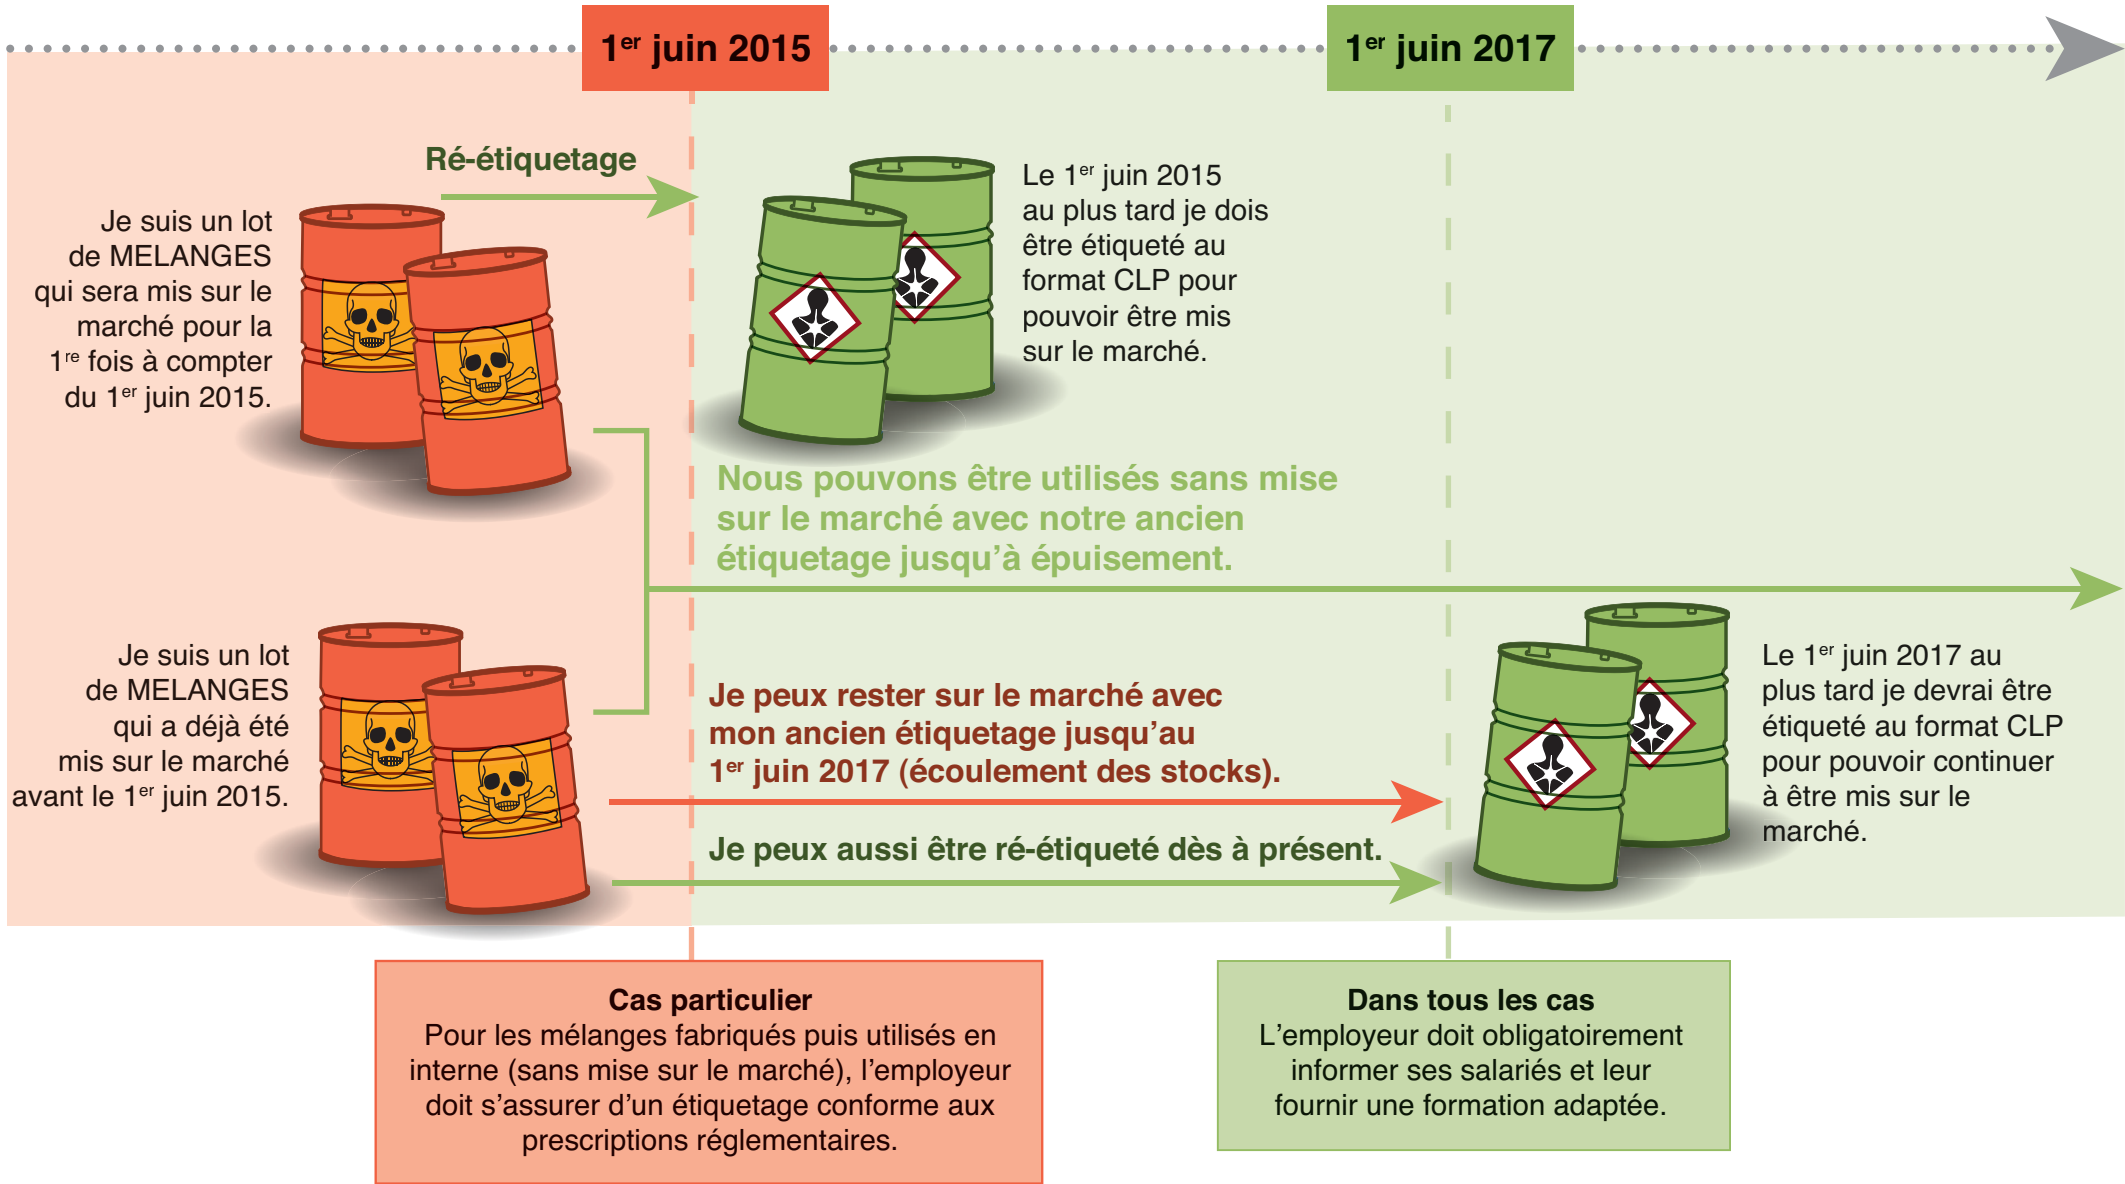 1er juin 2015
1er juin 2017
Ré-étiquetage
Je suis un lot
de MELANGES
qui sera mis sur le
marché pour la
1re fois à compter
du 1er juin 2015.
Le 1er juin 2015
au plus tard je dois
être étiqueté au
format CLP pour
pouvoir être mis
sur le marché.
Nous pouvons être utilisés sans mise
sur le marché avec notre ancien
étiquetage jusqu'à épuisement.
Je suis un lot
de MELANGES
qui a déjà été
mis sur le marché
avant le 1er juin 2015.
Je peux rester sur le marché avec
mon ancien étiquetage jusqu'au
1er juin 2017 (écoulement des stocks).
Je peux aussi être ré-étiqueté dès à présent.
Le 1er juin 2017 au
plus tard je devrai être
étiqueté au format CLP
pour pouvoir continuer
à être mis sur le
marché.
Cas particulier
Pour les mélanges fabriqués puis utilisés en
interne (sans mise sur le marché), l'employeur
doit s'assurer d'un étiquetage conforme aux
prescriptions réglementaires.
Dans tous les cas
L'employeur doit obligatoirement
informer ses salariés et leur
fournir une formation adaptée.